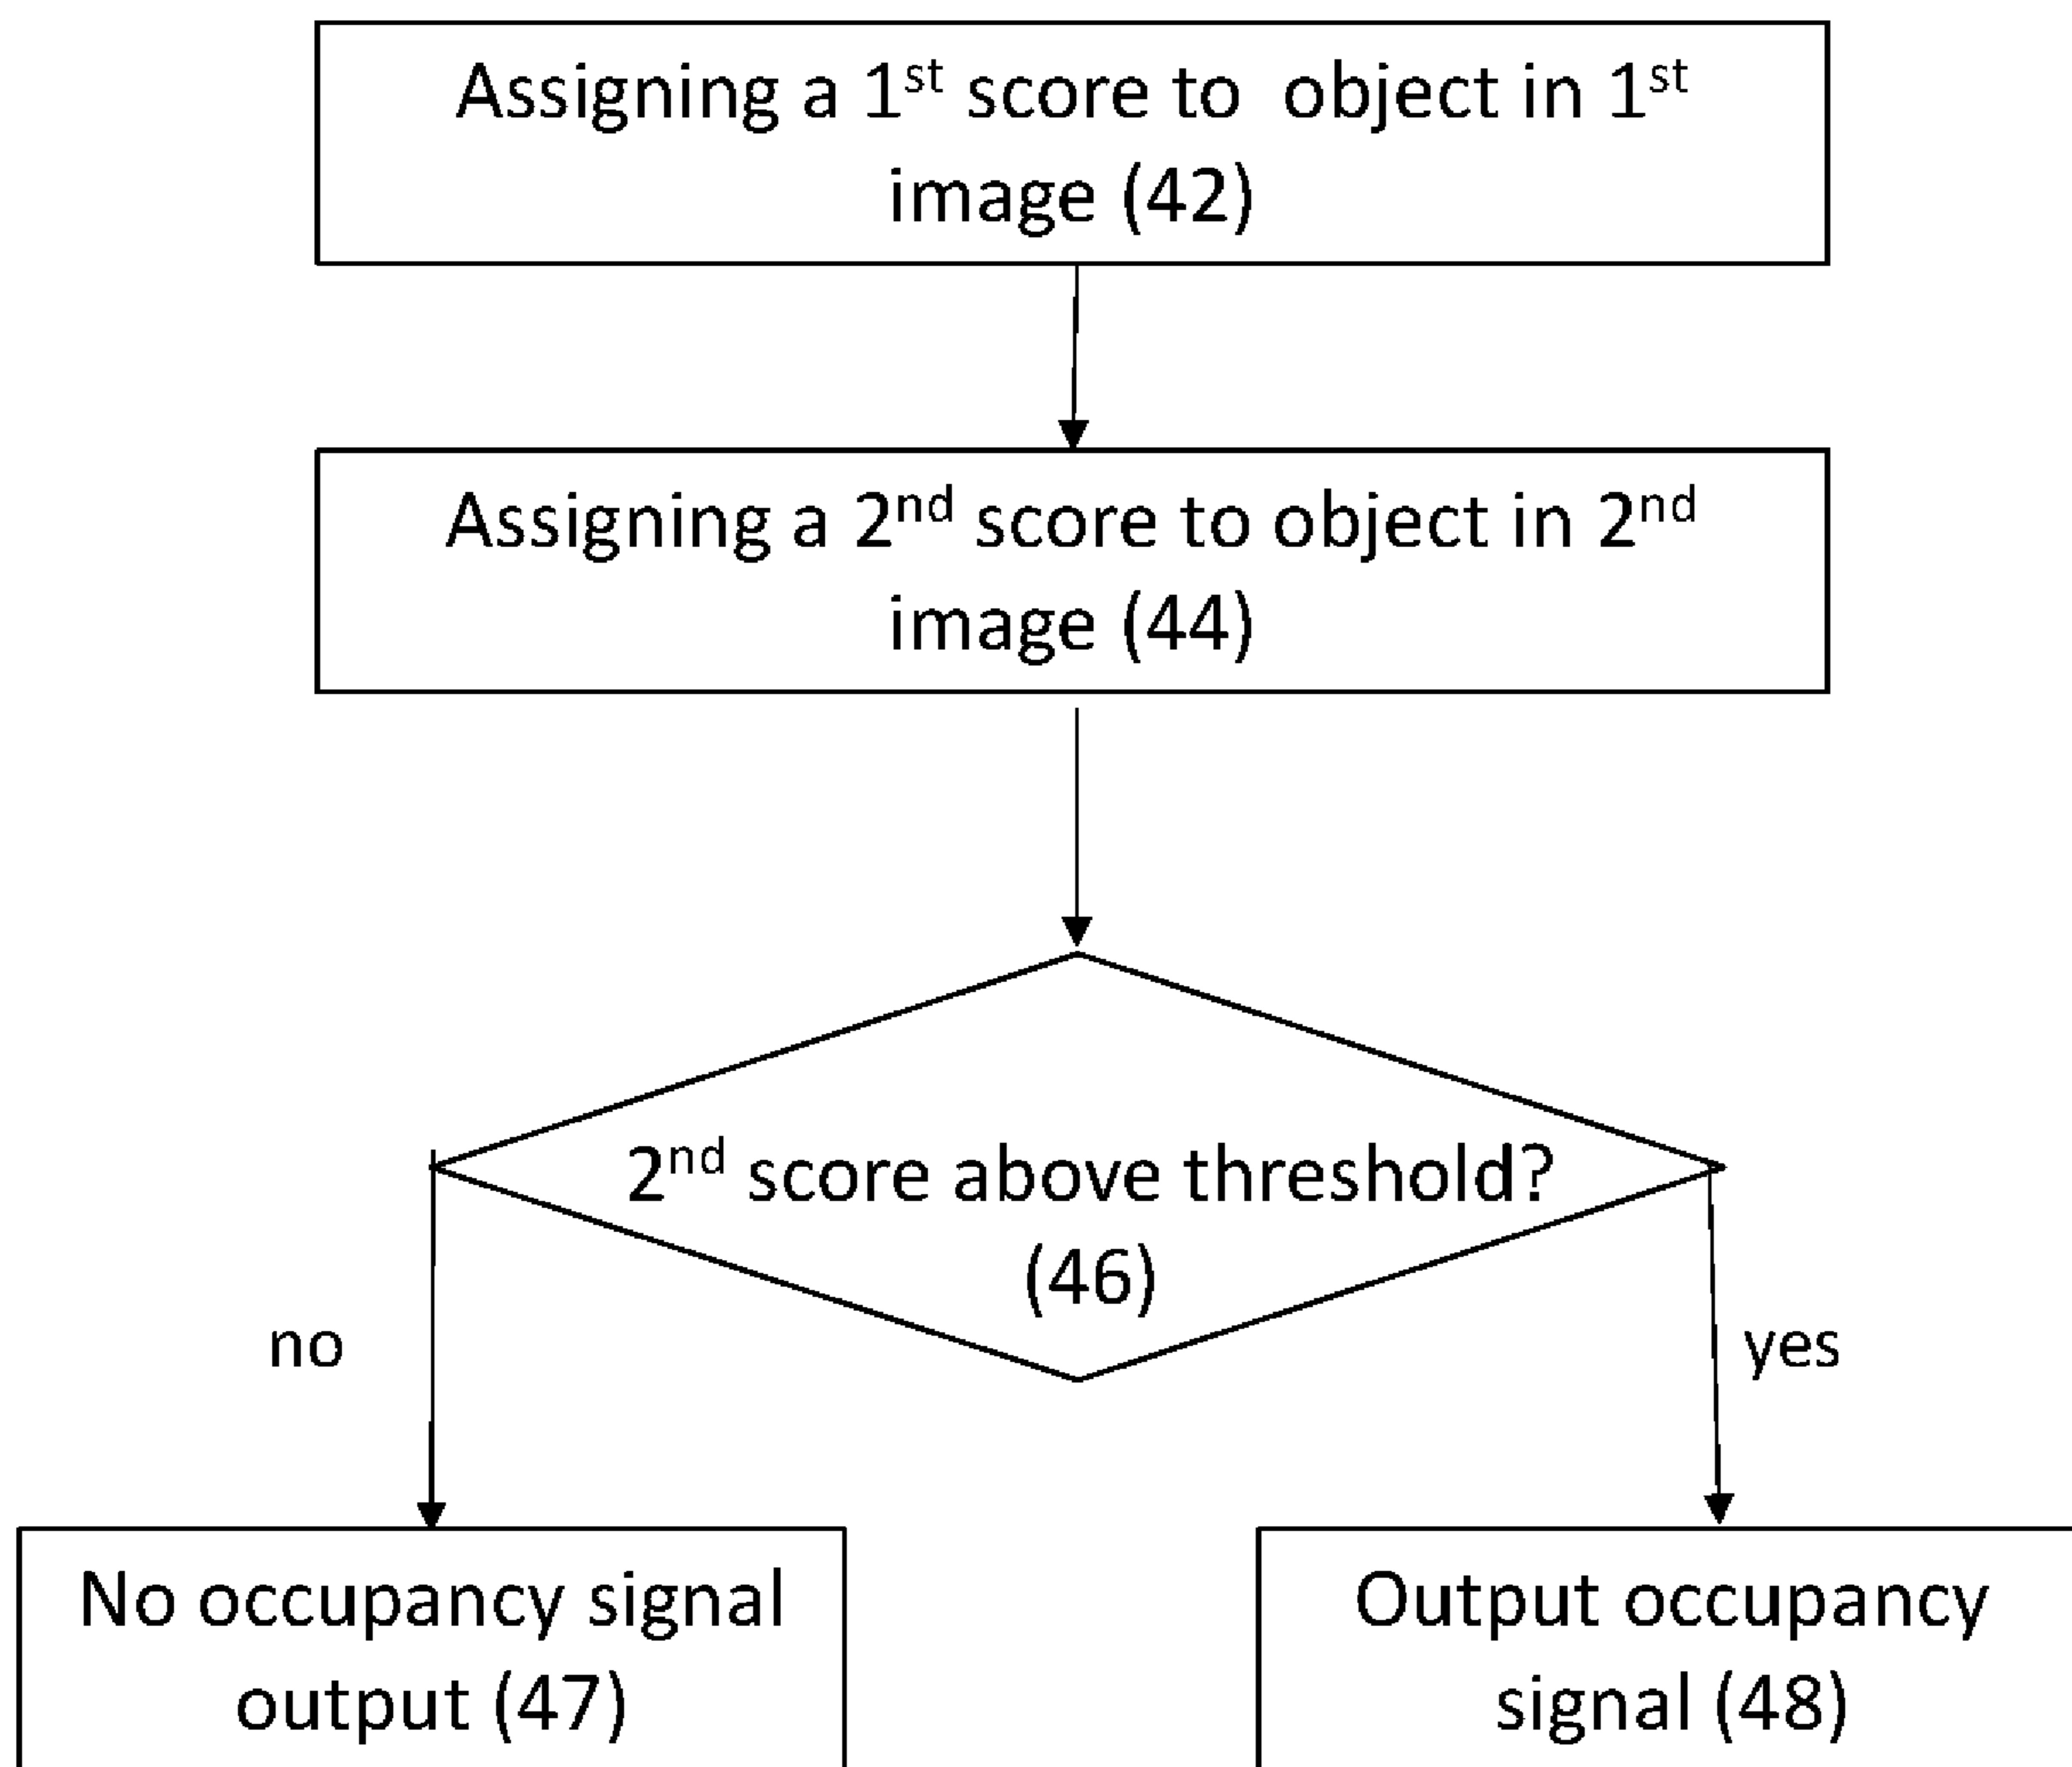 Assigning a 1st score to object in 1st
image (42)
Assigning a 2nd score to object in 2nd
image (44)
2nd score above threshold?
(46)
no
yes
No occupancy signal
output (47)
Output occupancy
signal (48)